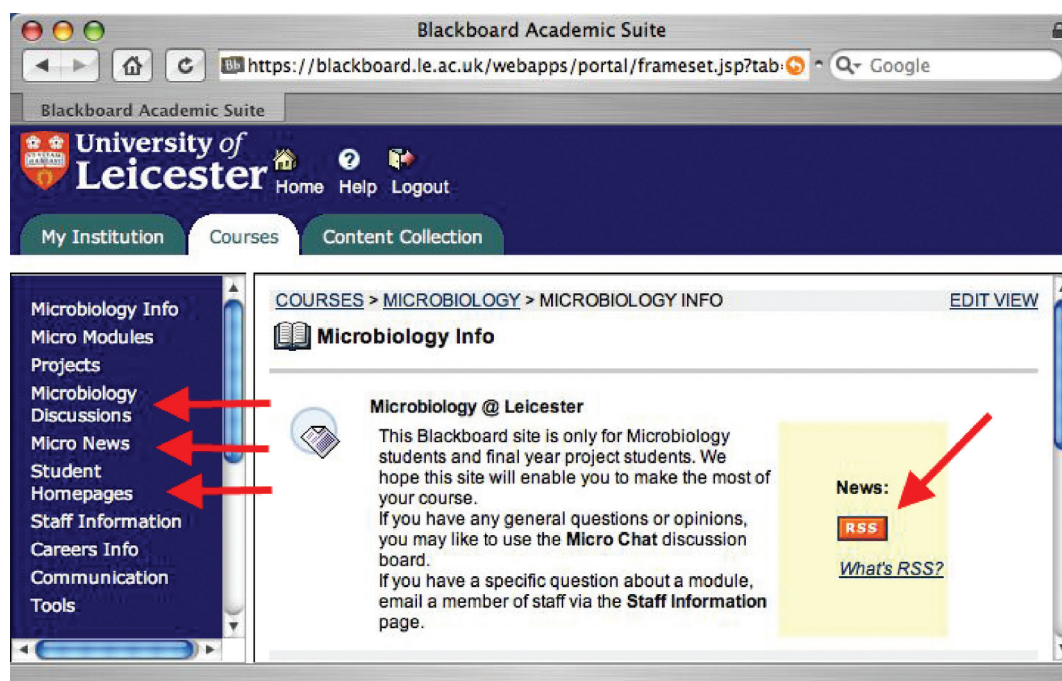 Blackboard Academic Suite
Bb https://blackboard.le.ac.uk/webapps/portal/frameset.jsp?tab
Q Google
Blackboard Academic Suite
University of
Leicester
Home Help Logout
My Institution Courses Content Collection
Microbiology Info
Micro Modules
Projects
Microbiology
Discussions
Micro News
Student
Homepages
Staff Information
Careers Info
Communication
Tools
COURSES > MICROBIOLOGY > MICROBIOLOGY INFO EDIT VIEW
Microbiology Info
Microbiology @ Leicester
This Blackboard site is only for Microbiology
students and final year project students. We
hope this site will enable you to make the most of
your course.
If you have any general questions or opinions,
you may like to use the Micro Chat discussion
board.
If you have a specific question about a module,
email a member of staff via the Staff Information
page.
News:
RSS
What's RSS?